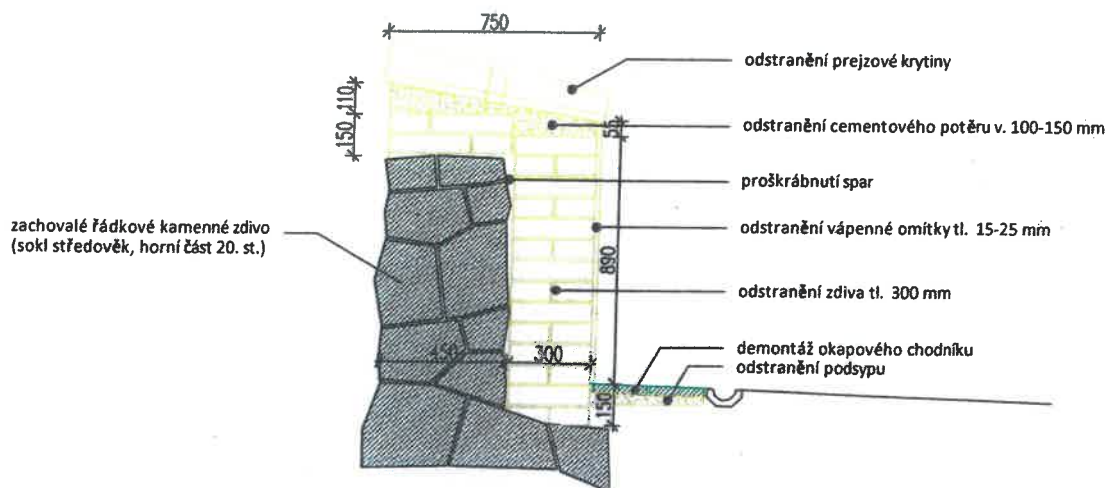 750
odstranění prejzové krytiny
110
150
55
odstranění cementového potěru v. 100-150 mm
proškrábnutí spar
zachovalé řádkové kamenné zdivo
(sokl středověk, horní část 20. st.)
odstranění vápenné omítky tl. 15-25 mm
890
odstranění zdiva tl. 300 mm
450
300
demontáž okapového chodníku
odstranění podsypu
150